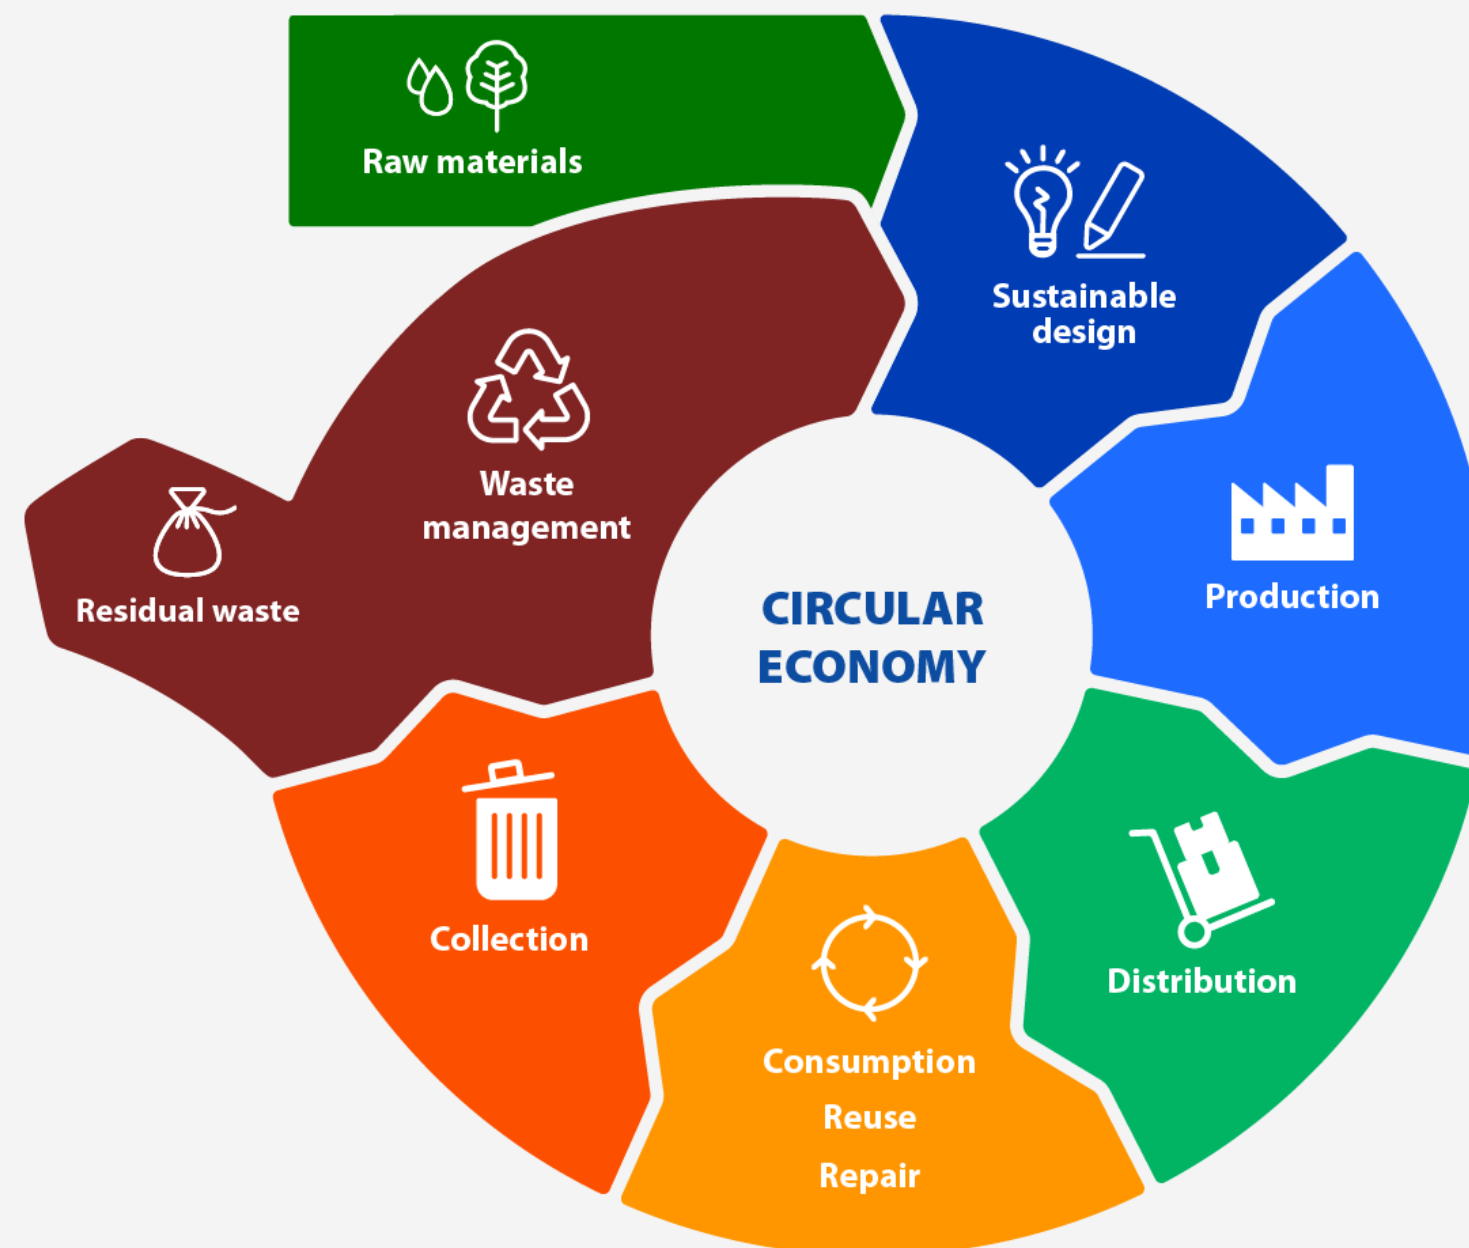 Raw materials
Sustainable
design
Production
Distribution
Consumption
Reuse
Repair
Collection
Waste
management
Residual waste
CIRCULAR
ECONOMY